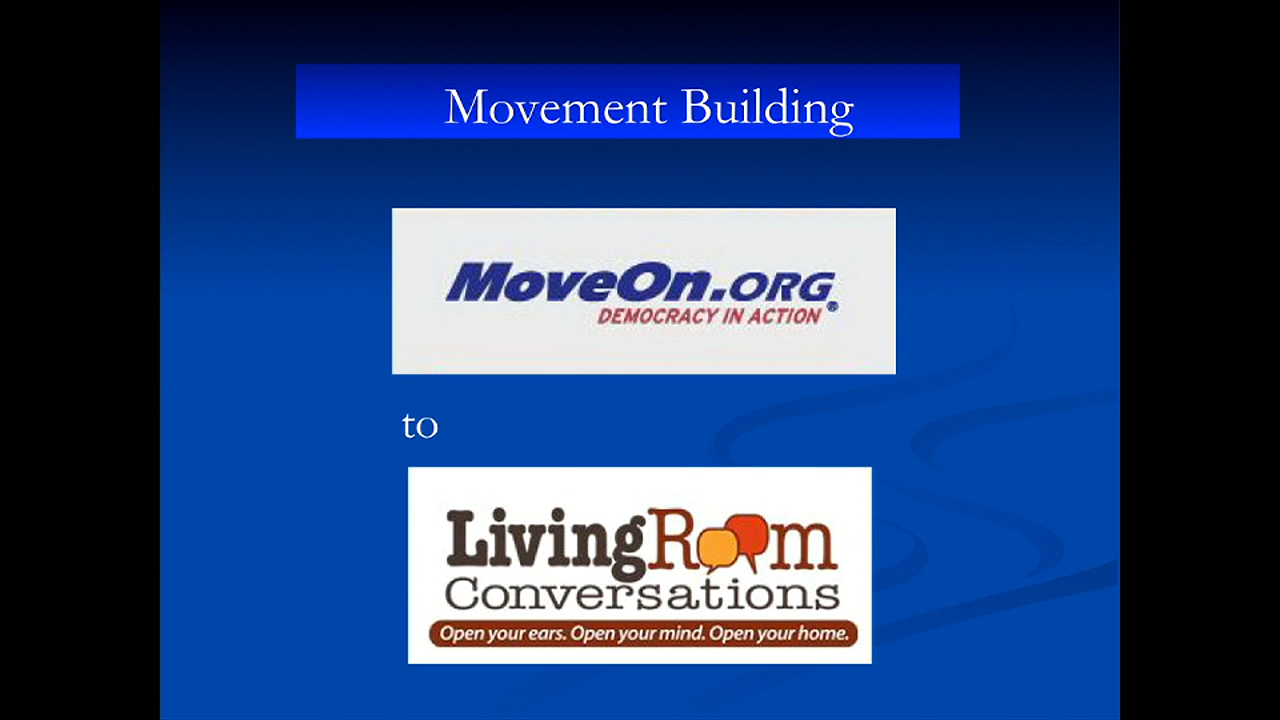 Movement Building
MoveOn.ORG®
DEMOCRACY IN ACTION
to
LivingRoom
Conversations
Open your ears. Open your mind. Open your home.